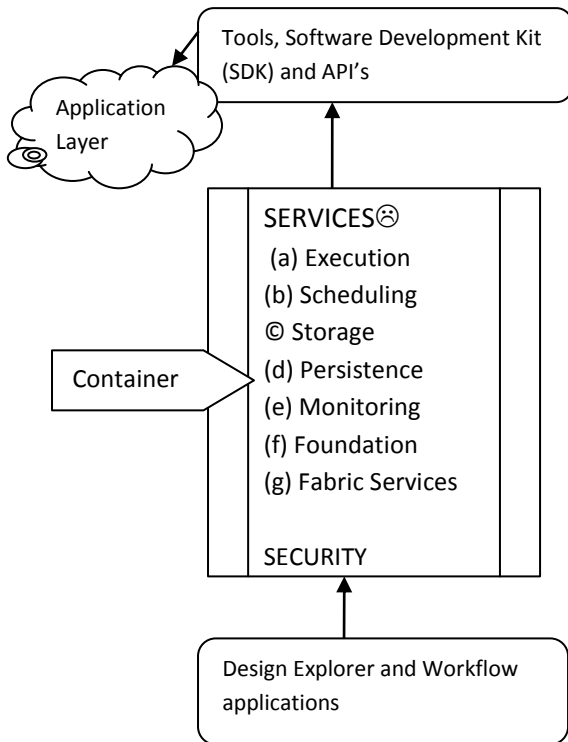 Tools, Software Development Kit
(SDK) and API’s
Application
Layer
SERVICES☹
(a) Execution
(b) Scheduling
© Storage
(d) Persistence
(e) Monitoring
(f) Foundation
(g) Fabric Services
Container
SECURITY
Design Explorer and Workflow
applications